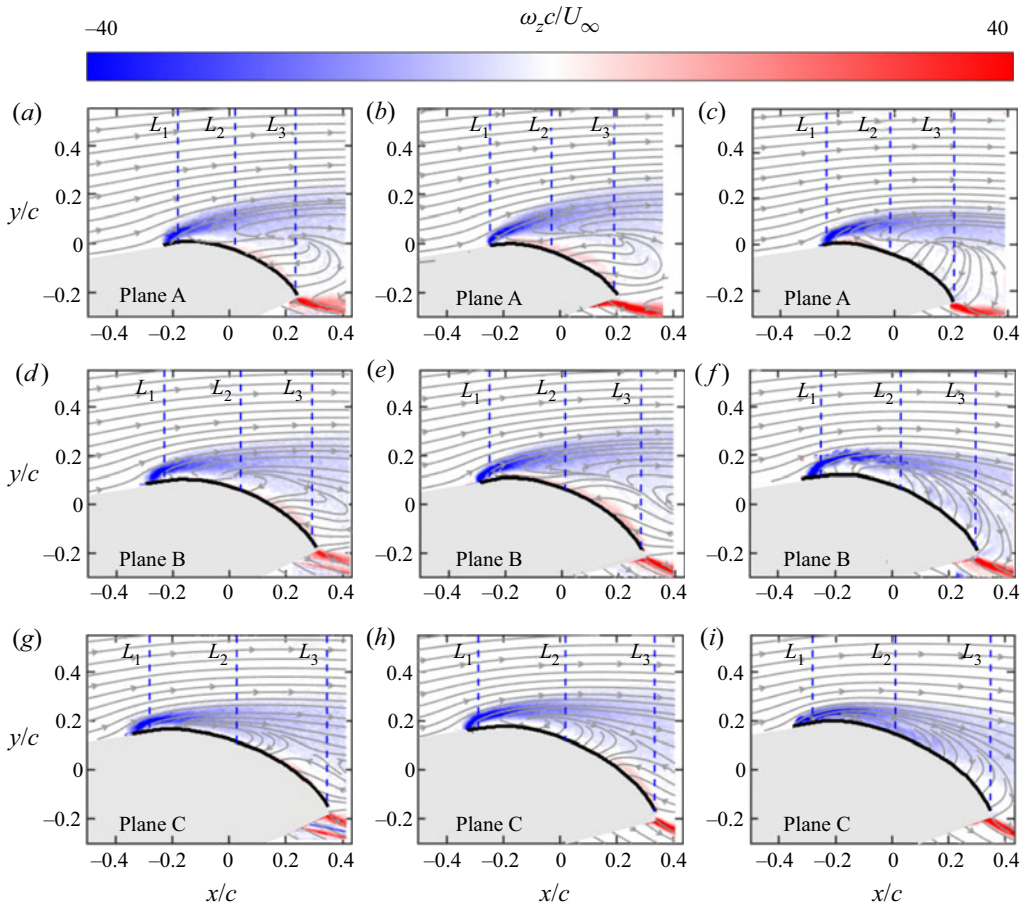 ω_z c/U_∞
–40 40
(a) (b) (c)
L_1 L_2 L_3 L_1 L_2 L_3 L_1 L_2 L_3
0.4 0.4 0.4
y/c 0.2 0.2 0.2
0 0 0
–0.2 Plane A –0.2 Plane A –0.2 Plane A
–0.4 –0.2 0 0.2 0.4 –0.4 –0.2 0 0.2 0.4 –0.4 –0.2 0 0.2 0.4
(d) (e) (f)
L_1 L_2 L_3 L_1 L_2 L_3 L_1 L_2 L_3
0.4 0.4 0.4
y/c 0.2 0.2 0.2
0 0 0
–0.2 Plane B –0.2 Plane B –0.2 Plane B
–0.4 –0.2 0 0.2 0.4 –0.4 –0.2 0 0.2 0.4 –0.4 –0.2 0 0.2 0.4
(g) (h) (i)
L_1 L_2 L_3 L_1 L_2 L_3 L_1 L_2 L_3
0.4 0.4 0.4
y/c 0.2 0.2 0.2
0 0 0
–0.2 Plane C –0.2 Plane C –0.2 Plane C
–0.4 –0.2 0 0.2 0.4 –0.4 –0.2 0 0.2 0.4 –0.4 –0.2 0 0.2 0.4
x/c x/c x/c